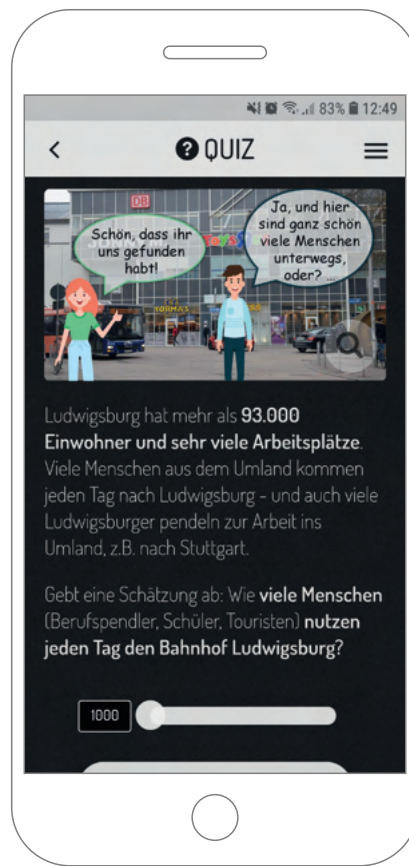 83% 12:49
QUIZ
DB
Schön, dass ihr
uns gefunden
habt!
Ja, und hier
sind ganz schön
viele Menschen
unterwegs,
oder?
YORMAS
Ludwigsburg hat mehr als 93.000
Einwohner und sehr viele Arbeitsplätze.
Viele Menschen aus dem Umland kommen
jeden Tag nach Ludwigsburg - und auch viele
Ludwigsburger pendeln zur Arbeit ins
Umland, z.B. nach Stuttgart.
Gebt eine Schätzung ab: Wie viele Menschen
(Berufspendler, Schüler, Touristen) nutzen
jeden Tag den Bahnhof Ludwigsburg?
1000